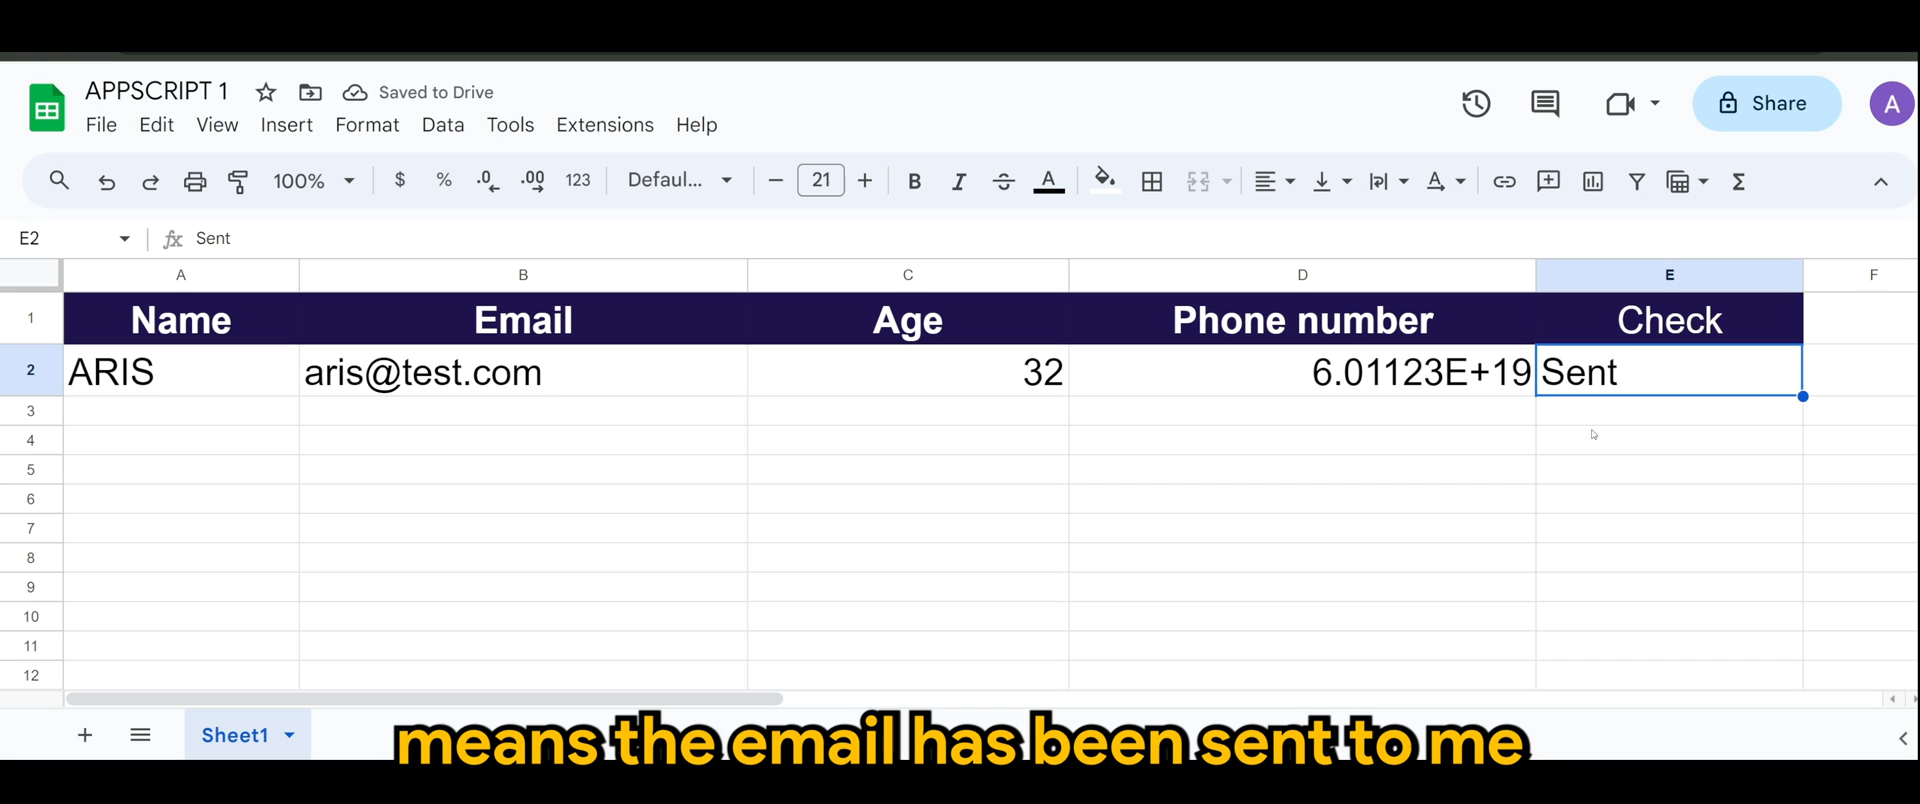 APPSCRIPT 1 Saved to Drive
File Edit View Insert Format Data Tools Extensions Help
Share
A
100% $ % .0 .00 123 Defaul... 21 B I A A Σ
E2 fx Sent
A B C D E F
1 Name Email Age Phone number Check
2 ARIS aris@test.com 32 6.01123E+19 Sent
3
4
5
6
7
8
9
10
11
12
Sheet1
means the email has been sent to me